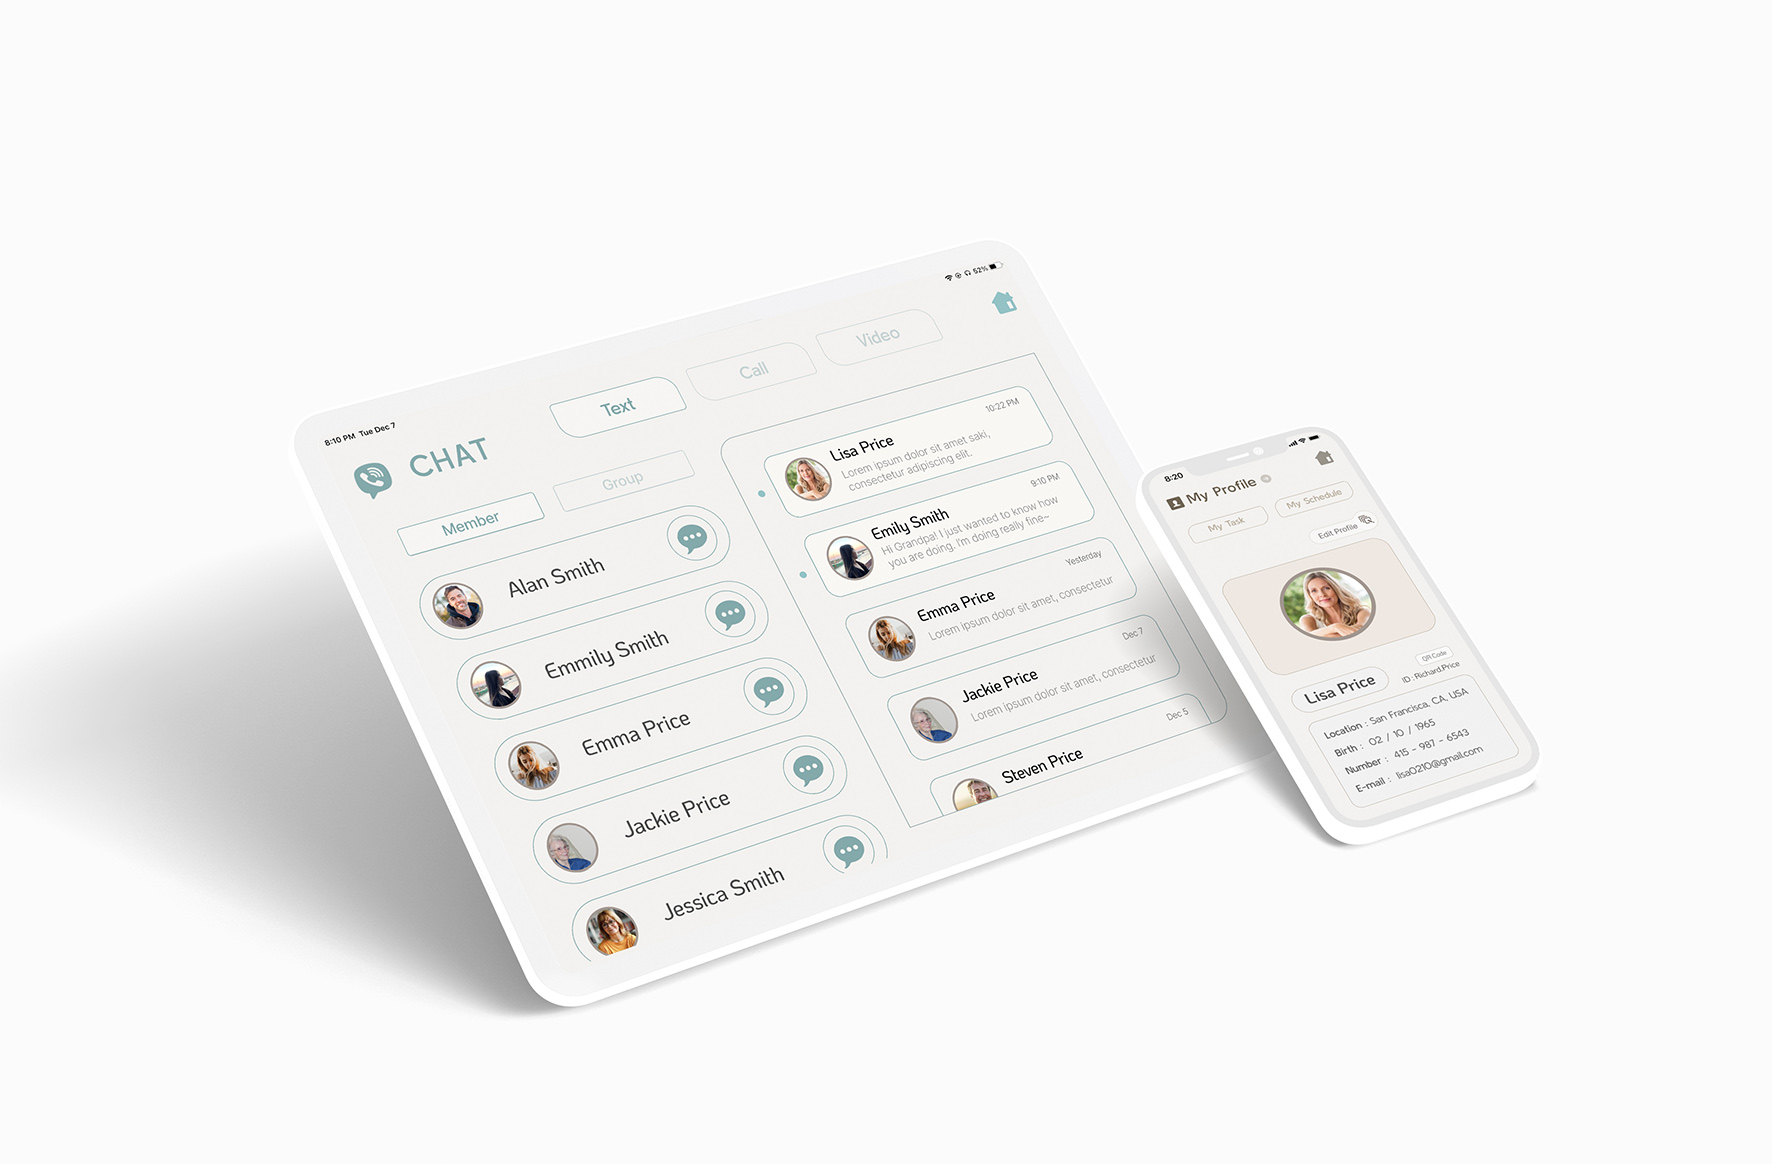 8:10 PM Tue Dec 7
52%
CHAT
Text
Call
Video
Member
Group
Alan Smith
Emmily Smith
Emma Price
Jackie Price
Jessica Smith
Lisa Price
10:22 PM
Lorem ipsum dolor sit amet saki,
consectetur adipiscing elit.
Emily Smith
9:10 PM
Hi Grandpa! I just wanted to know how
you are doing. I'm doing really fine~
Emma Price
Yesterday
Lorem ipsum dolor sit amet, consectetur
Jackie Price
Dec 7
Lorem ipsum dolor sit amet, consectetur
Steven Price
Dec 5
8:20
My Profile
My Task
My Schedule
Edit Profile
QR Code
Lisa Price
ID : Richard.Price
Location : San Francisca, CA, USA
Birth : 02 / 10 / 1965
Number : 415 - 987 - 6543
E-mail : lisa0210@gmail.com